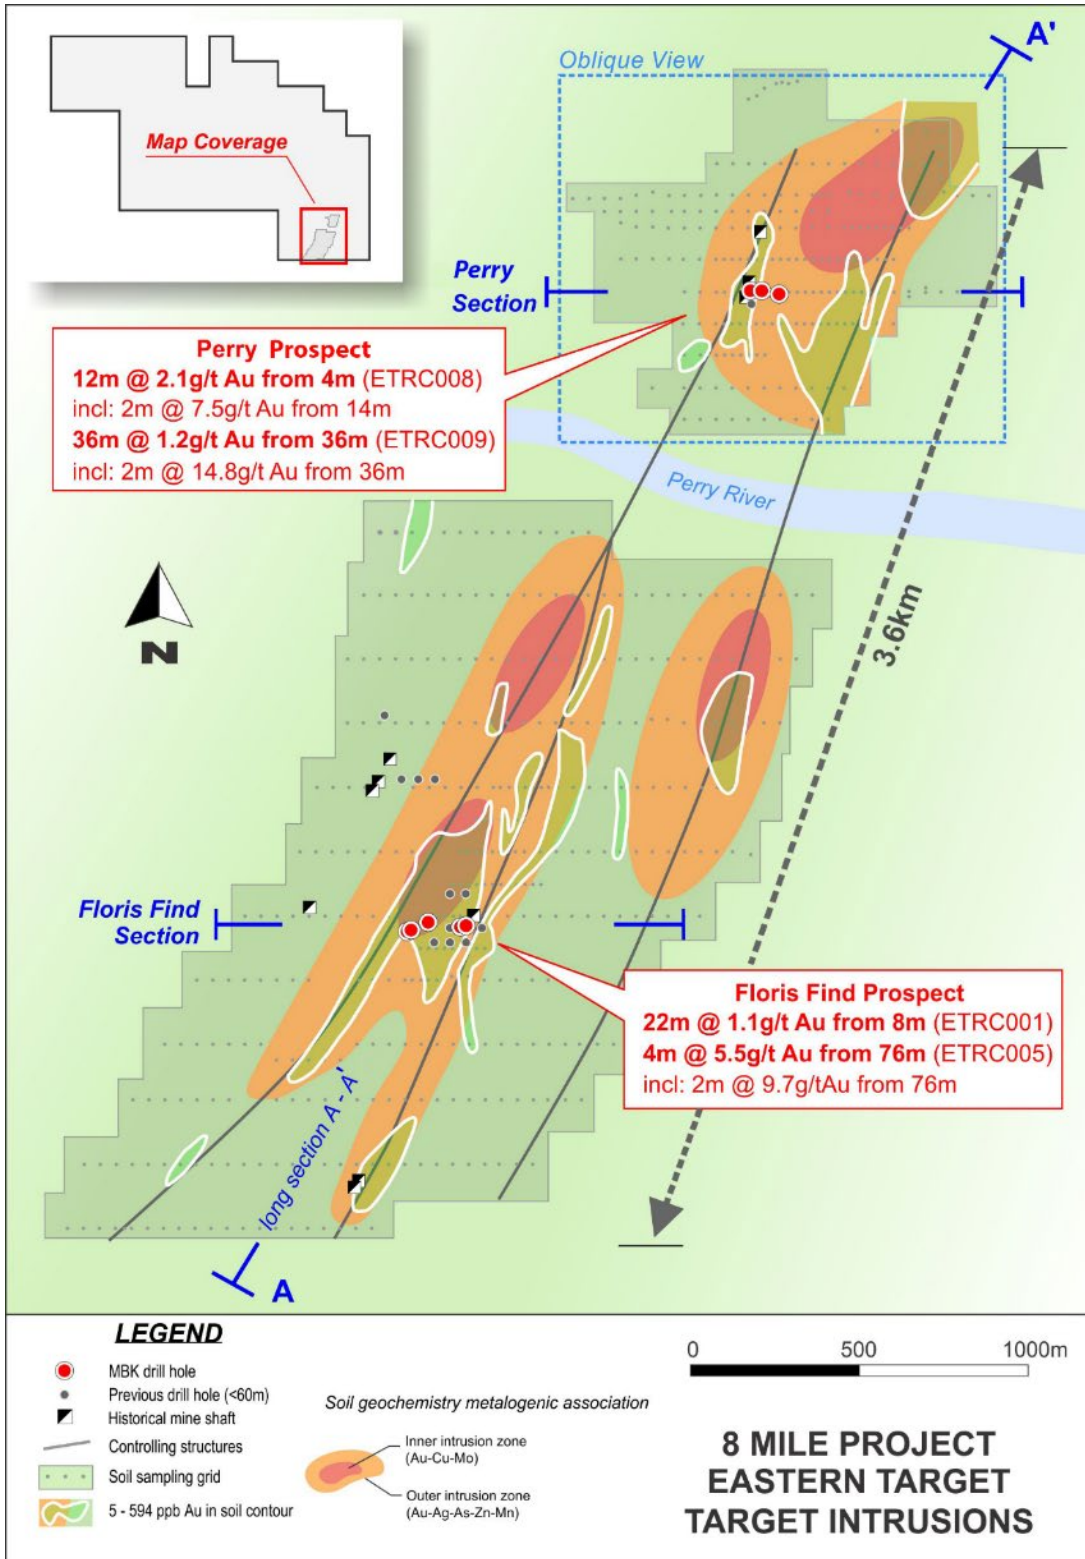 A'
Oblique View
Map Coverage
Perry
Section
Perry Prospect
12m @ 2.1g/t Au from 4m (ETRC008)
incl: 2m @ 7.5g/t Au from 14m
36m @ 1.2g/t Au from 36m (ETRC009)
incl: 2m @ 14.8g/t Au from 36m
Perry River
N
3.6km
Floris Find
Section
Floris Find Prospect
22m @ 1.1g/t Au from 8m (ETRC001)
4m @ 5.5g/t Au from 76m (ETRC005)
incl: 2m @ 9.7g/tAu from 76m
long section A - A'
A
LEGEND
MBK drill hole
Previous drill hole (<60m)
Historical mine shaft
Controlling structures
Soil sampling grid
5 - 594 ppb Au in soil contour
Soil geochemistry metalogenic association
Inner intrusion zone
(Au-Cu-Mo)
Outer intrusion zone
(Au-Ag-As-Zn-Mn)
0 500 1000m
8 MILE PROJECT
EASTERN TARGET
TARGET INTRUSIONS